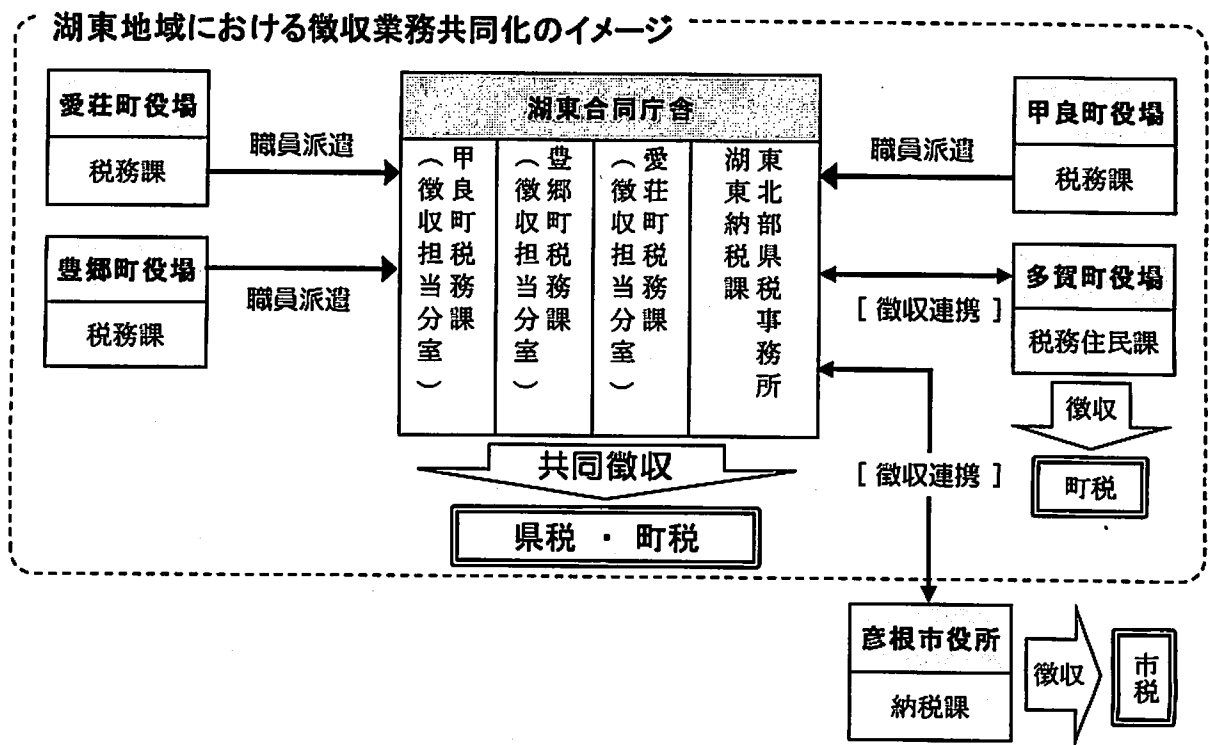 湖東地域における徴収業務共同化のイメージ
愛荘町役場
税務課
職員派遣
豊郷町役場
税務課
職員派遣
湖東合同庁舎
東北部県税事務所
湖東納税課
愛荘町税務課
（徴収担当分室）
豊郷町税務課
（徴収担当分室）
甲良町税務課
（徴収担当分室）
共同徴収
県税 ・ 町税
甲良町役場
税務課
職員派遣
多賀町役場
税務住民課
[ 徴収連携 ]
徴収
町税
[ 徴収連携 ]
彦根市役所
納税課
徴収
市税